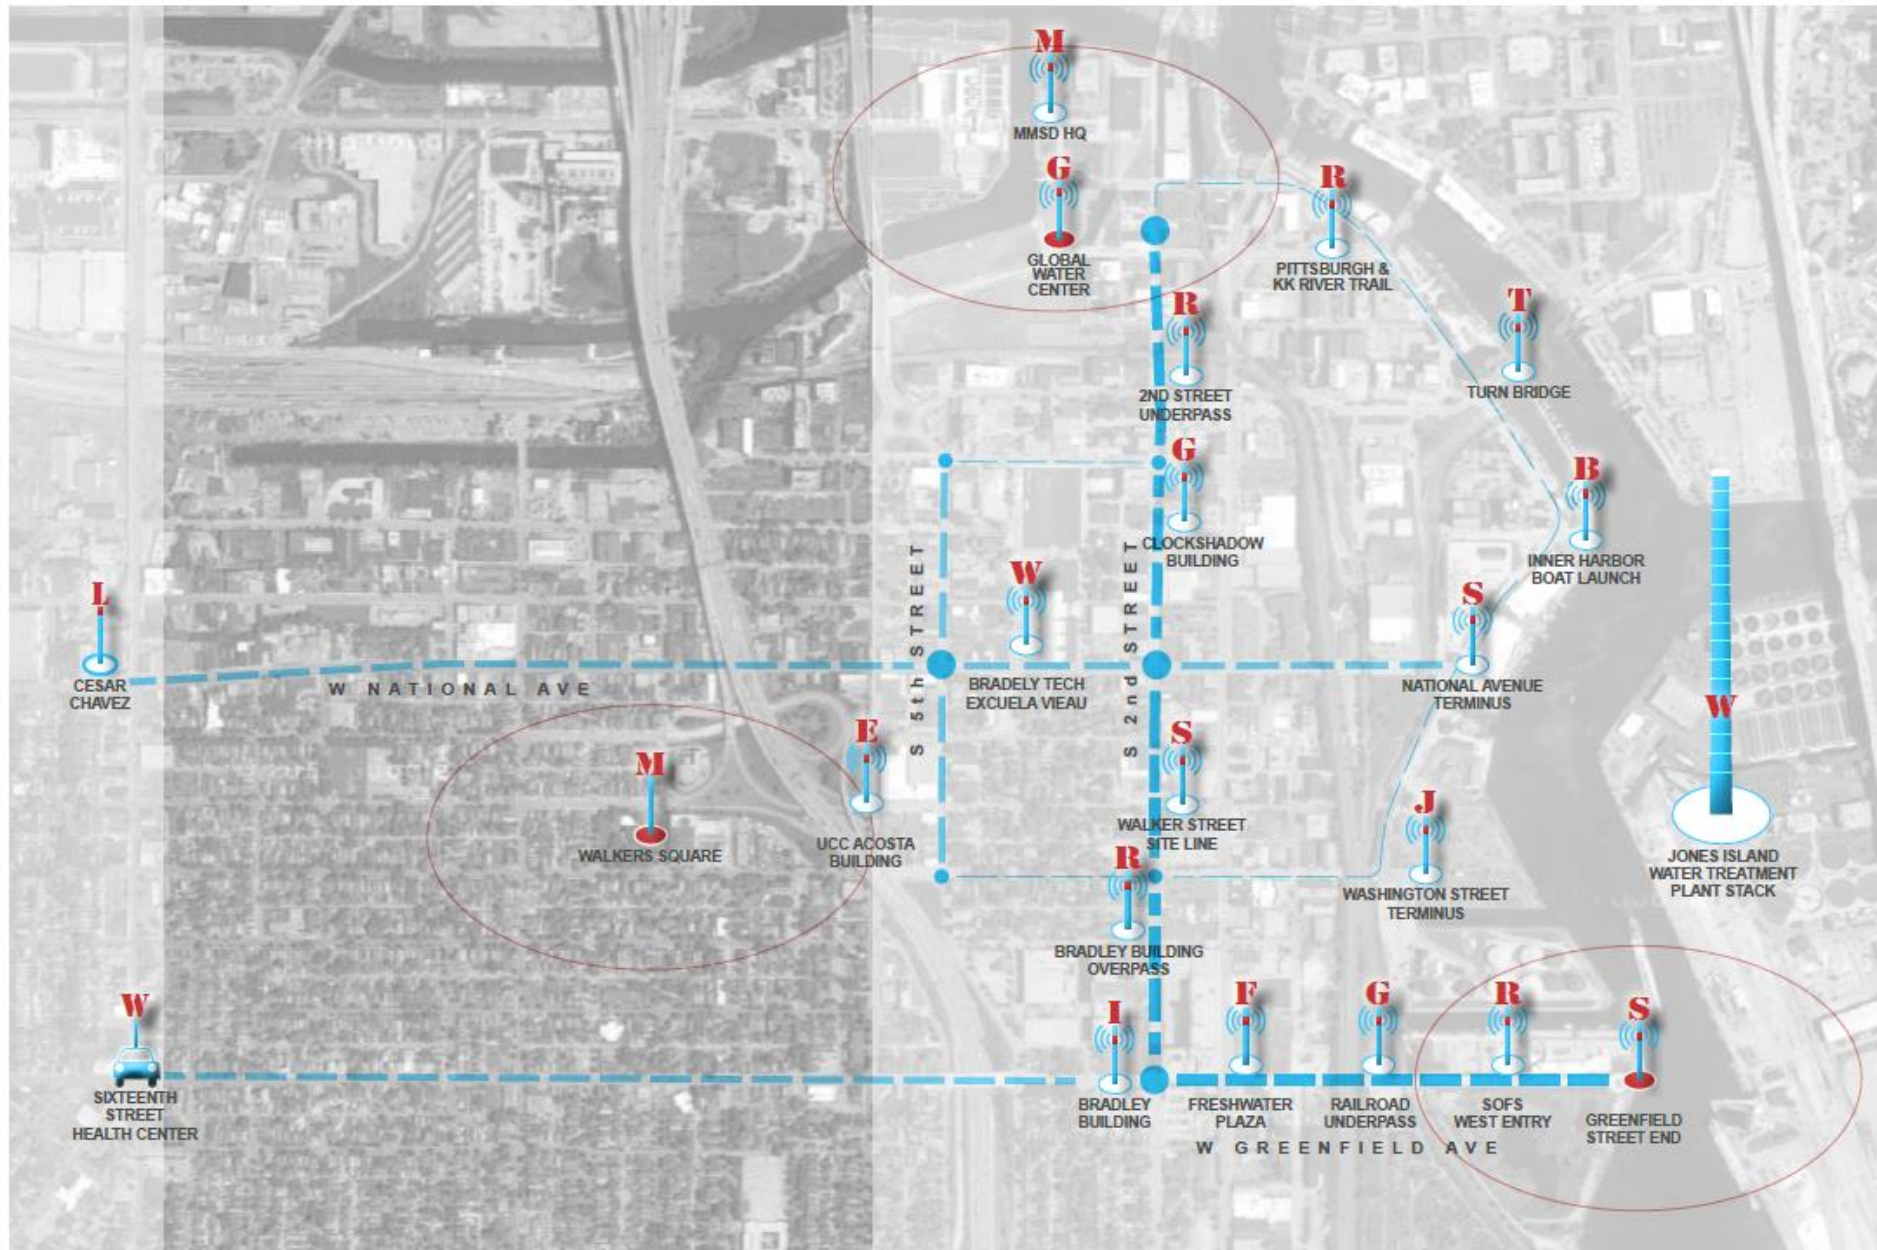 M
MMSD HQ
G
GLOBAL
WATER
CENTER
R
PITTSBURGH &
KK RIVER TRAIL
R
2ND STREET
UNDERPASS
T
TURN BRIDGE
G
CLOCKSHADOW
BUILDING
B
INNER HARBOR
BOAT LAUNCH
L
CESAR
CHAVEZ
W NATIONAL AVE
S 5th STREET
W
BRADELY TECH
EXCUELA VIEAU
S 2nd STREET
S
NATIONAL AVENUE
TERMINUS
W
JONES ISLAND
WATER TREATMENT
PLANT STACK
M
WALKERS SQUARE
E
UCC ACOSTA
BUILDING
S
WALKER STREET
SITE LINE
J
WASHINGTON STREET
TERMINUS
R
BRADLEY BUILDING
OVERPASS
W
SIXTEENTH
STREET
HEALTH CENTER
I
BRADLEY
BUILDING
F
FRESHWATER
PLAZA
G
RAILROAD
UNDERPASS
R
SOFS
WEST ENTRY
S
GREENFIELD
STREET END
W GREENFIELD AVE